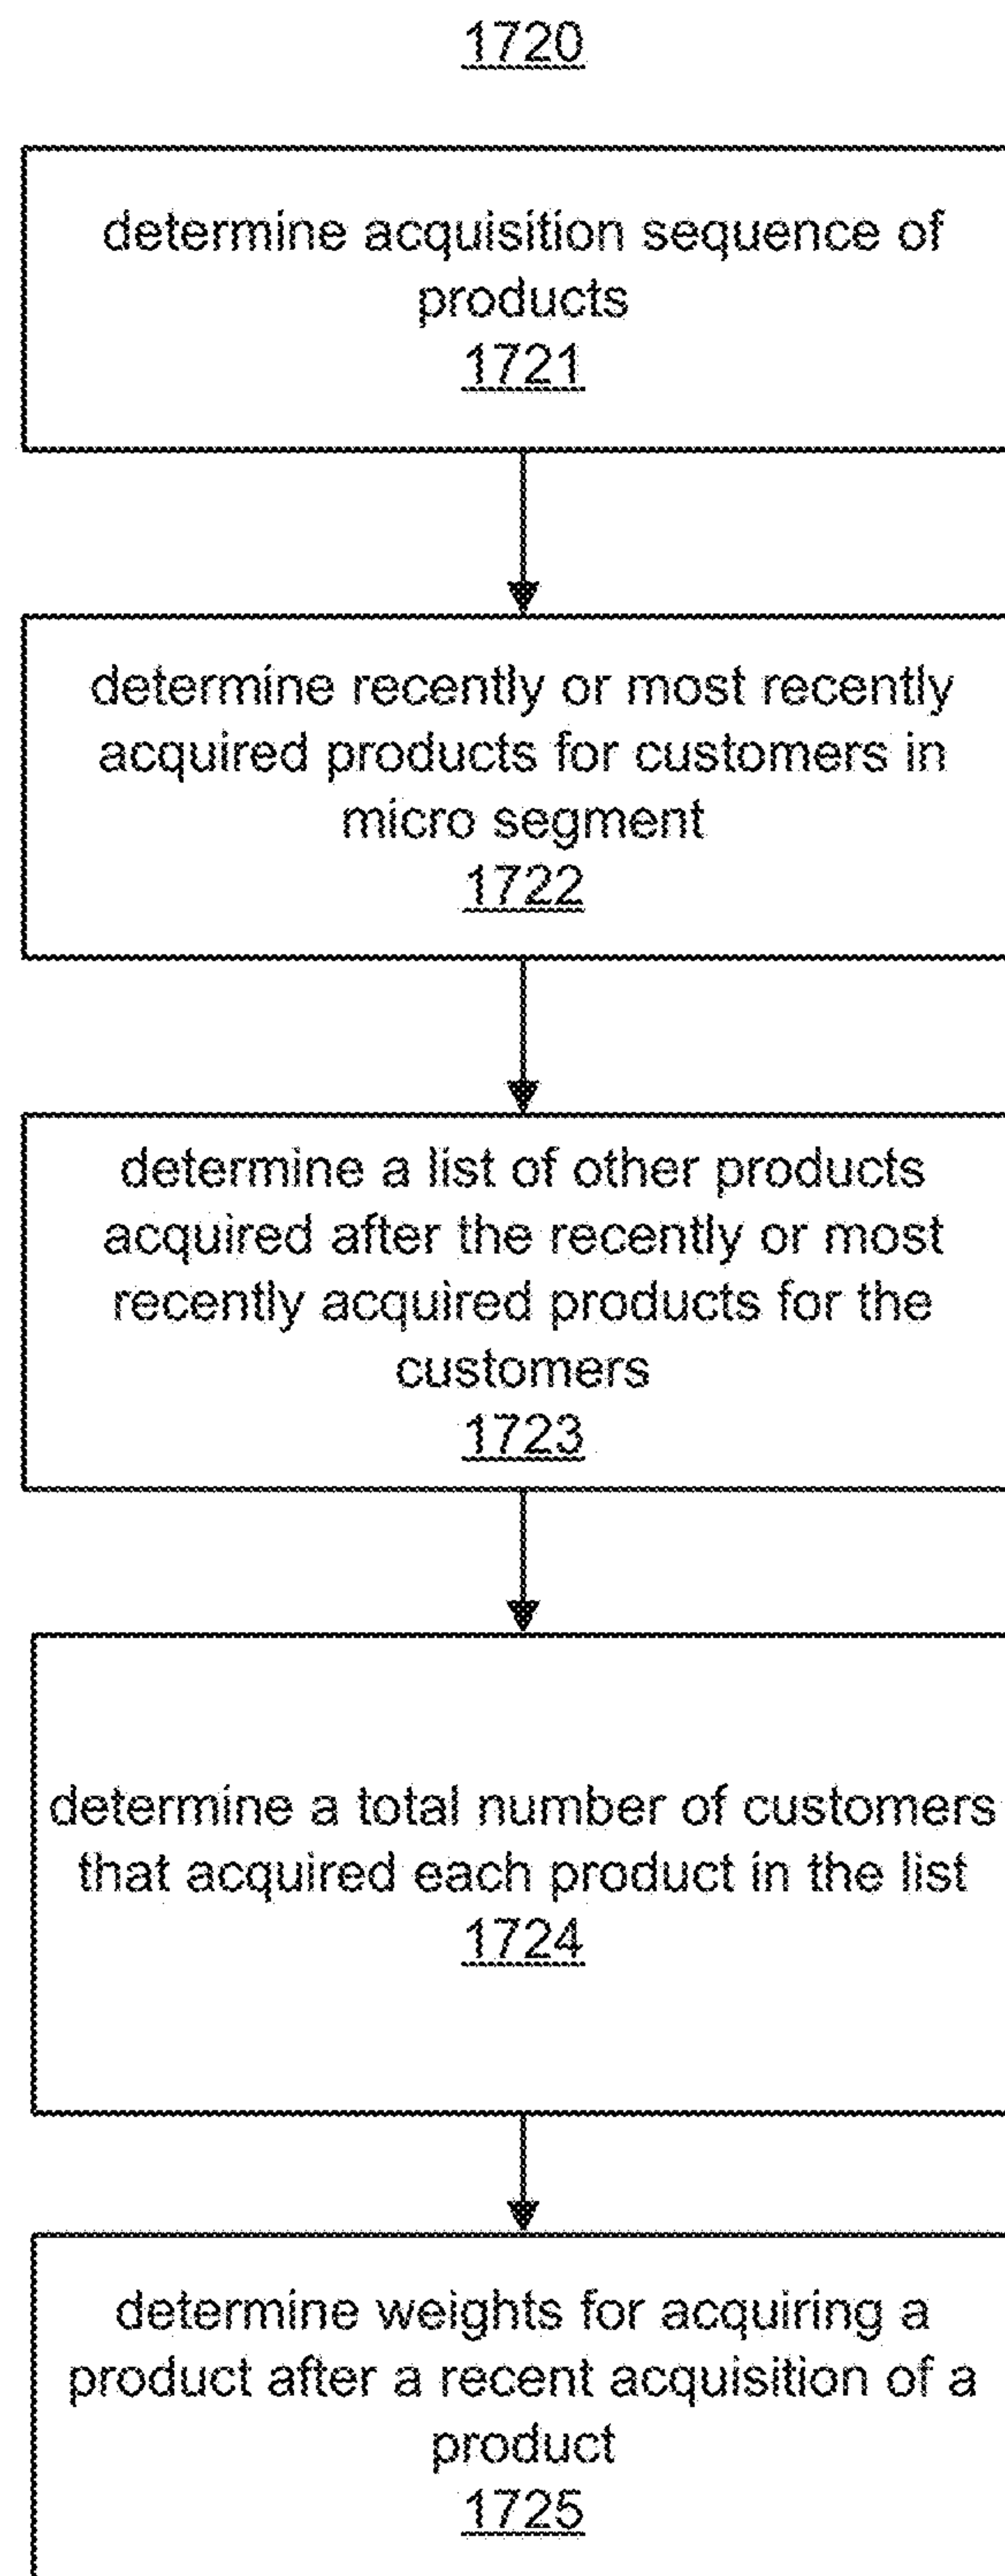 1720
determine acquisition sequence of
products
1721
determine recently or most recently
acquired products for customers in
micro segment
1722
determine a list of other products
acquired after the recently or most
recently acquired products for the
customers
1723
determine a total number of customers
that acquired each product in the list
1724
determine weights for acquiring a
product after a recent acquisition of a
product
1725